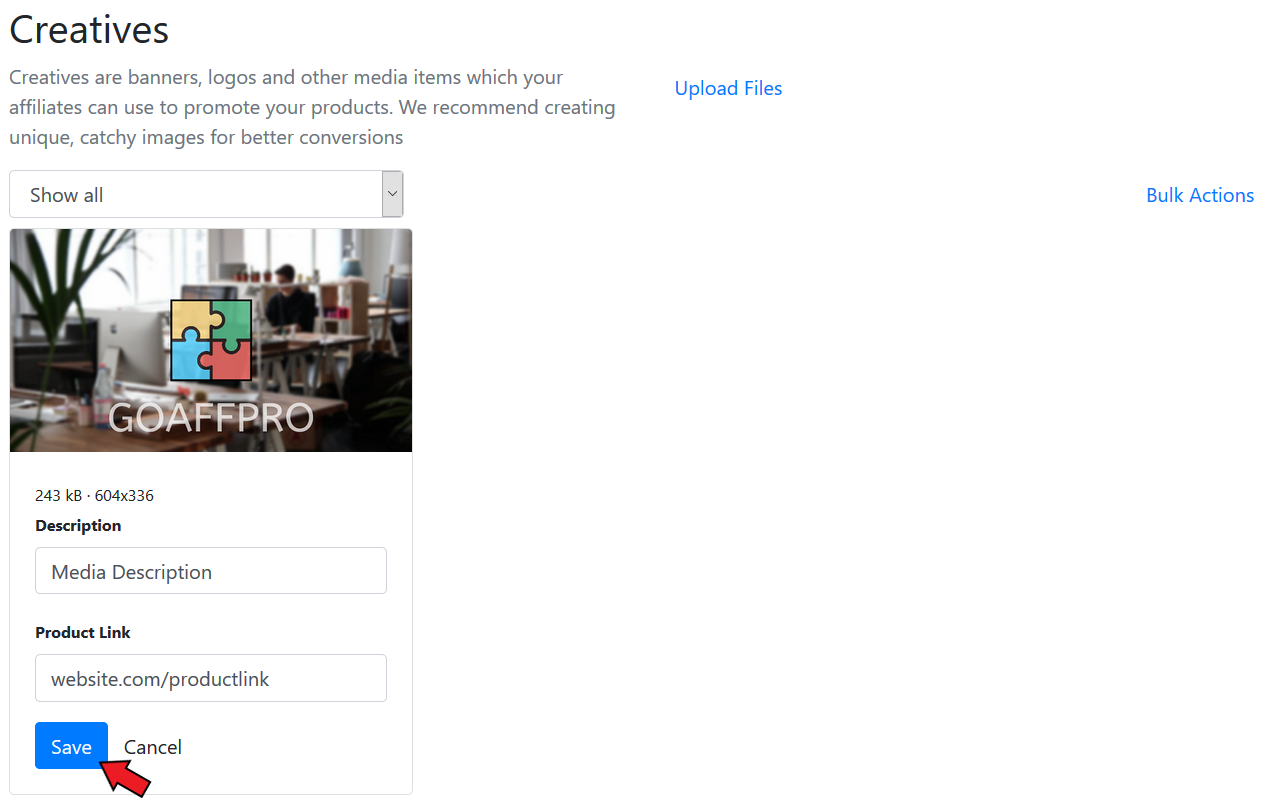 Creatives
Creatives are banners, logos and other media items which your
affiliates can use to promote your products. We recommend creating
unique, catchy images for better conversions
Upload Files
Show all
Bulk Actions
GOAFFPRO
243 kB · 604x336
Description
Media Description
Product Link
website.com/productlink
Save
Cancel